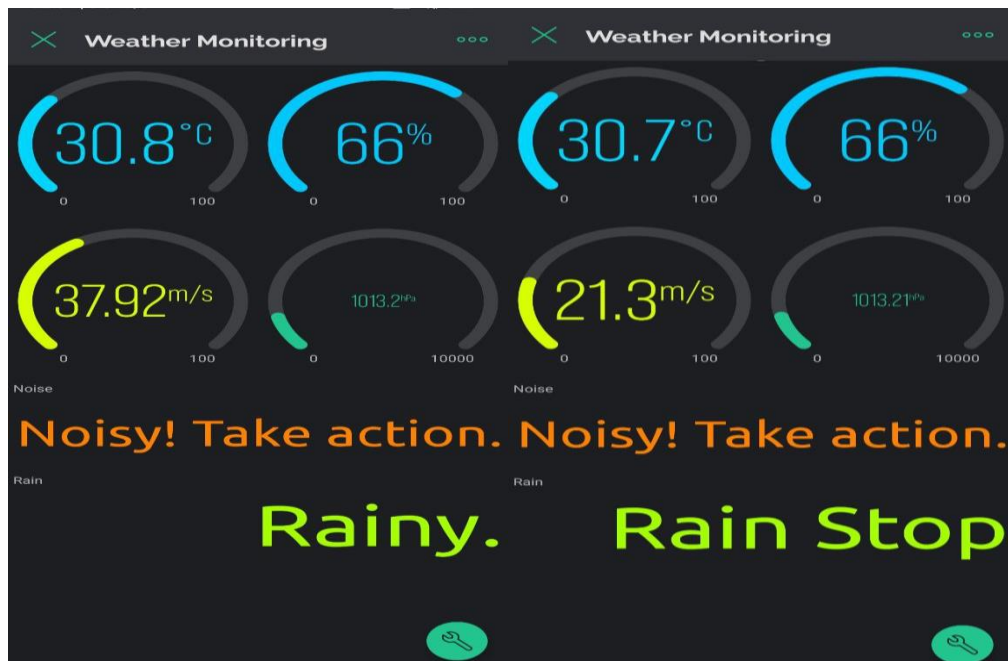 Weather Monitoring
30.8°C
0 100
66%
0 100
37.92m/s
0 100
1013.2hPa
0 10000
Noise
Noisy! Take action.
Rain
Rainy.
Weather Monitoring
30.7°C
0 100
66%
0 100
21.3m/s
0 100
1013.21hPa
0 10000
Noise
Noisy! Take action.
Rain
Rain Stop